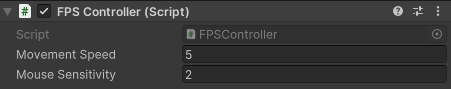 FPS Controller (Script)
Script FPSController
Movement Speed 5
Mouse Sensitivity 2